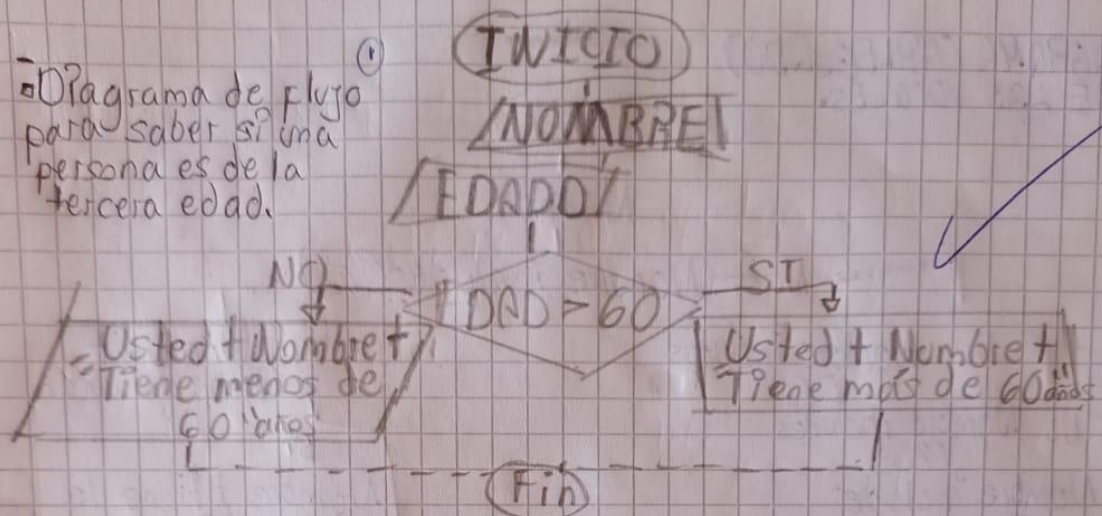 ①
-Diagrama de Flujo
para saber si una
persona es de la
tercera edad.
INICIO
NOMBRE
EDADD
NO
DAD > 60
SI
"Usted + Nombre +
Tiene menos de
60" años
"Usted + Nombre +
Tiene más de 60" años
Fin